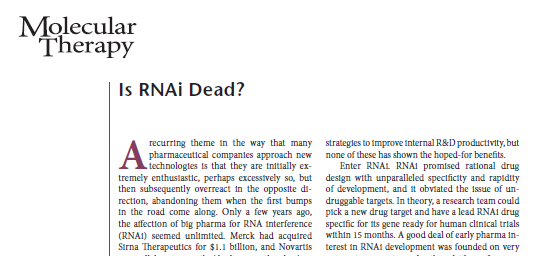 Molecular
Therapy
Is RNAi Dead?
A recurring theme in the way that many
pharmaceutical companies approach new
technologies is that they are initially ex-
tremely enthusiastic, perhaps excessively so, but
then subsequently overreact in the opposite di-
rection, abandoning them when the first bumps
in the road come along. Only a few years ago,
the affection of big pharma for RNA interference
(RNAi) seemed unlimited. Merck had acquired
Sirna Therapeutics for $1.1 billion, and Novartis
strategies to improve internal R&D productivity, but
none of these has shown the hoped-for benefits.
Enter RNAi. RNAi promised rational drug
design with unparalleled specificity and rapidity
of development, and it obviated the issue of un-
druggable targets. In theory, a research team could
pick a new drug target and have a lead RNAi drug
specific for its gene ready for human clinical trials
within 15 months. A good deal of early pharma in-
terest in RNAi development was founded on very